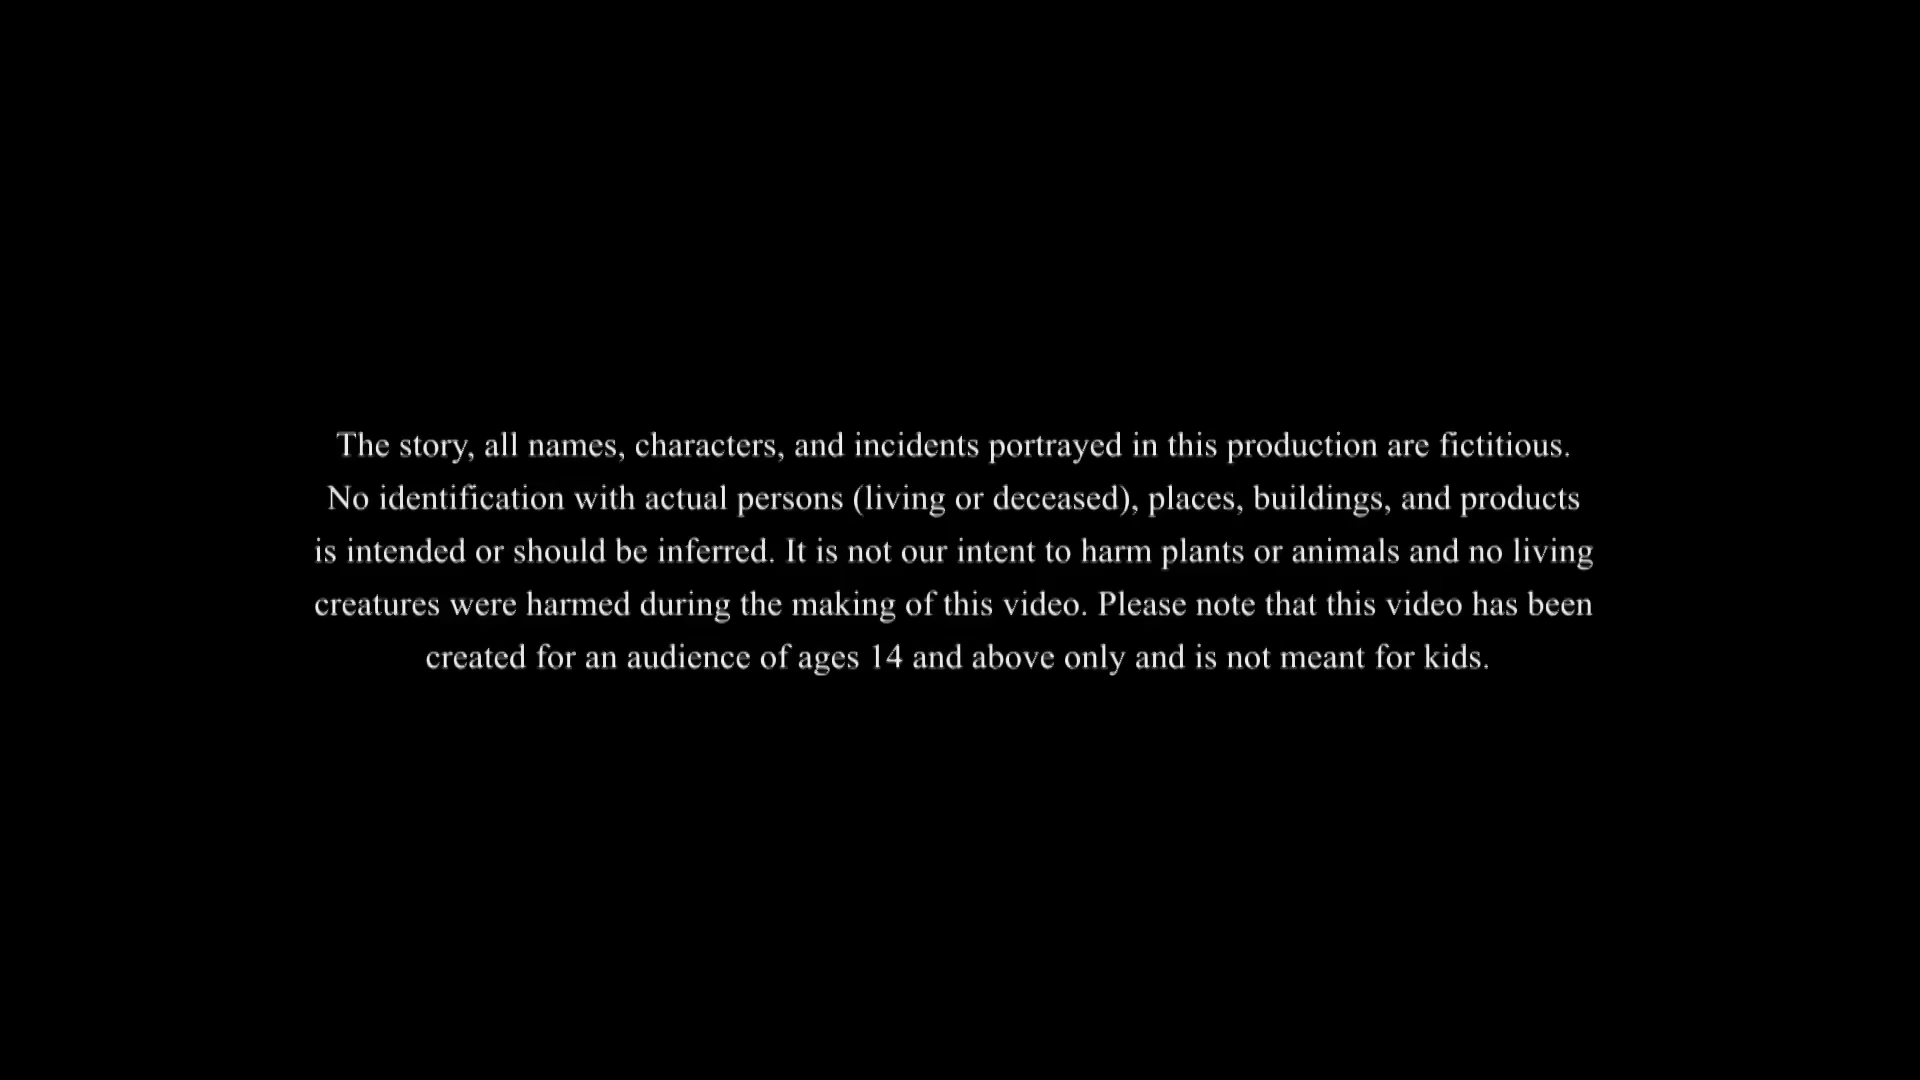 The story, all names, characters, and incidents portrayed in this production are fictitious.
No identification with actual persons (living or deceased), places, buildings, and products
is intended or should be inferred. It is not our intent to harm plants or animals and no living
creatures were harmed during the making of this video. Please note that this video has been
created for an audience of ages 14 and above only and is not meant for kids.